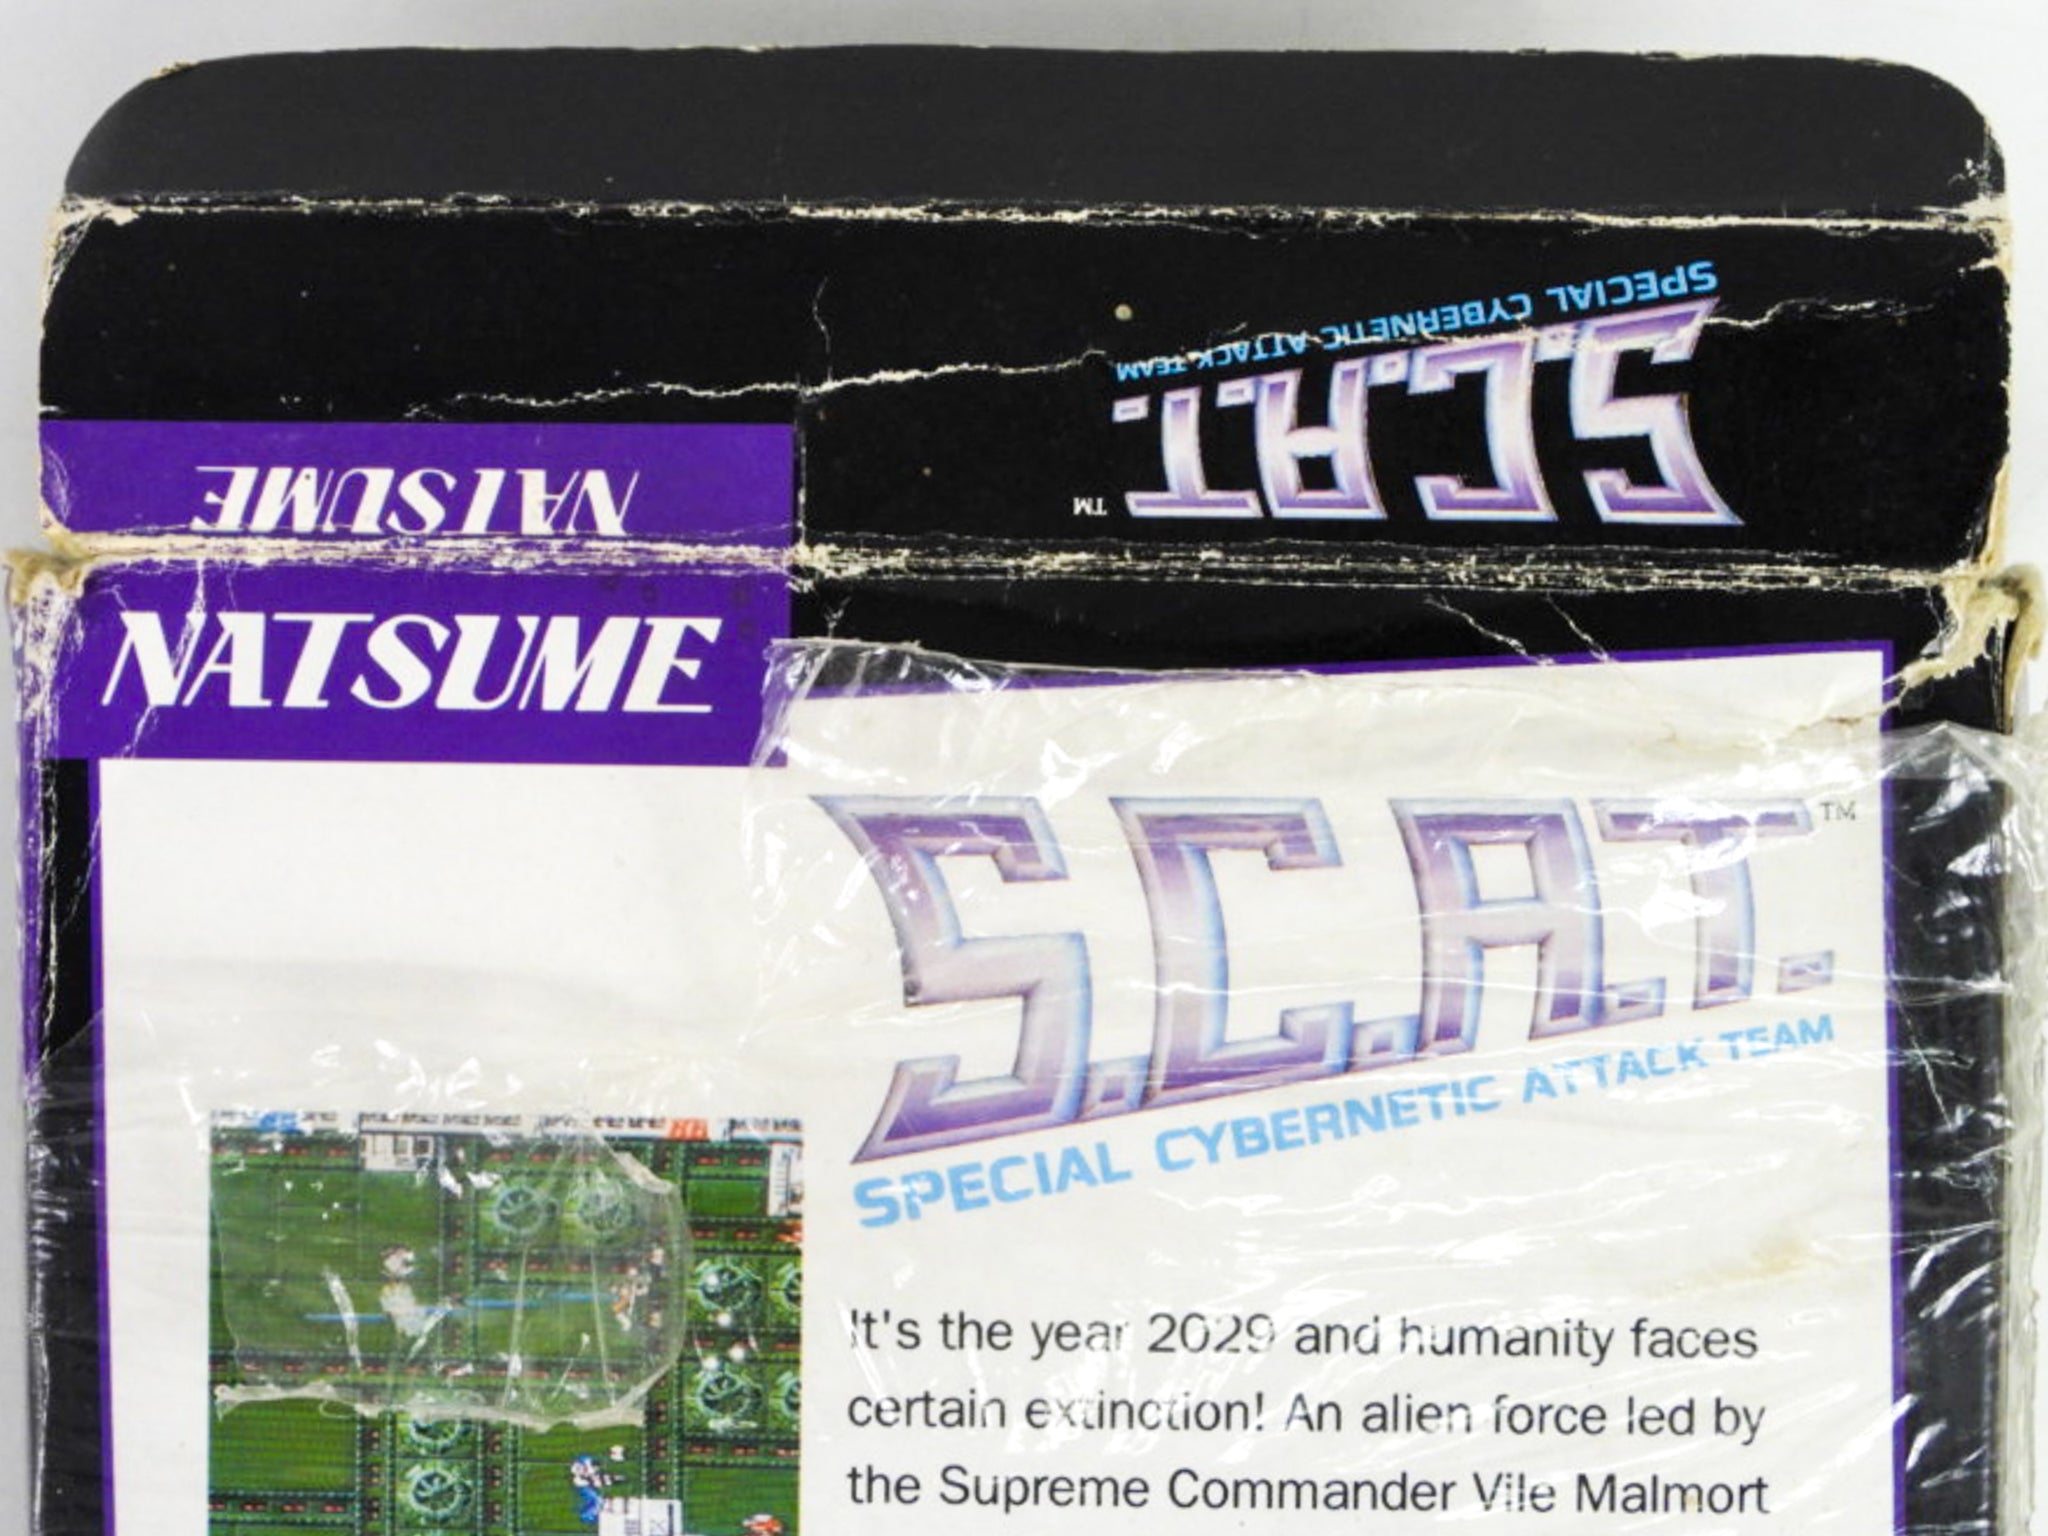 SPECIAL CYBERNETIC ATTACK TEAM
S.C.A.T.™
NATSUME
NATSUME
S.C.A.T.™
SPECIAL CYBERNETIC ATTACK TEAM
It's the year 2029 and humanity faces
certain extinction! An alien force led by
the Supreme Commander Vile Malmort